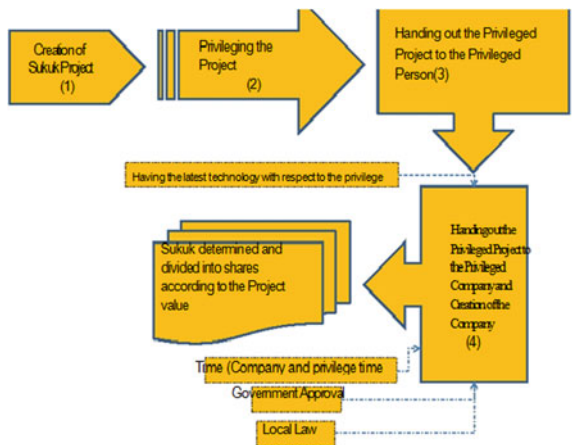 Creation of
Sukuk Project
(1)
Privileging the
Project
(2)
Handing out the Privileged
Project to the Privileged
Person(3)
Having the latest technology with respect to the privilege
Handing out the
Privileged Project to
the Privileged
Company and
Creation of the
Company
(4)
Sukuk determined and
divided into shares
according to the Project
value
Time (Company and privilege time
Government Approval
Local Law